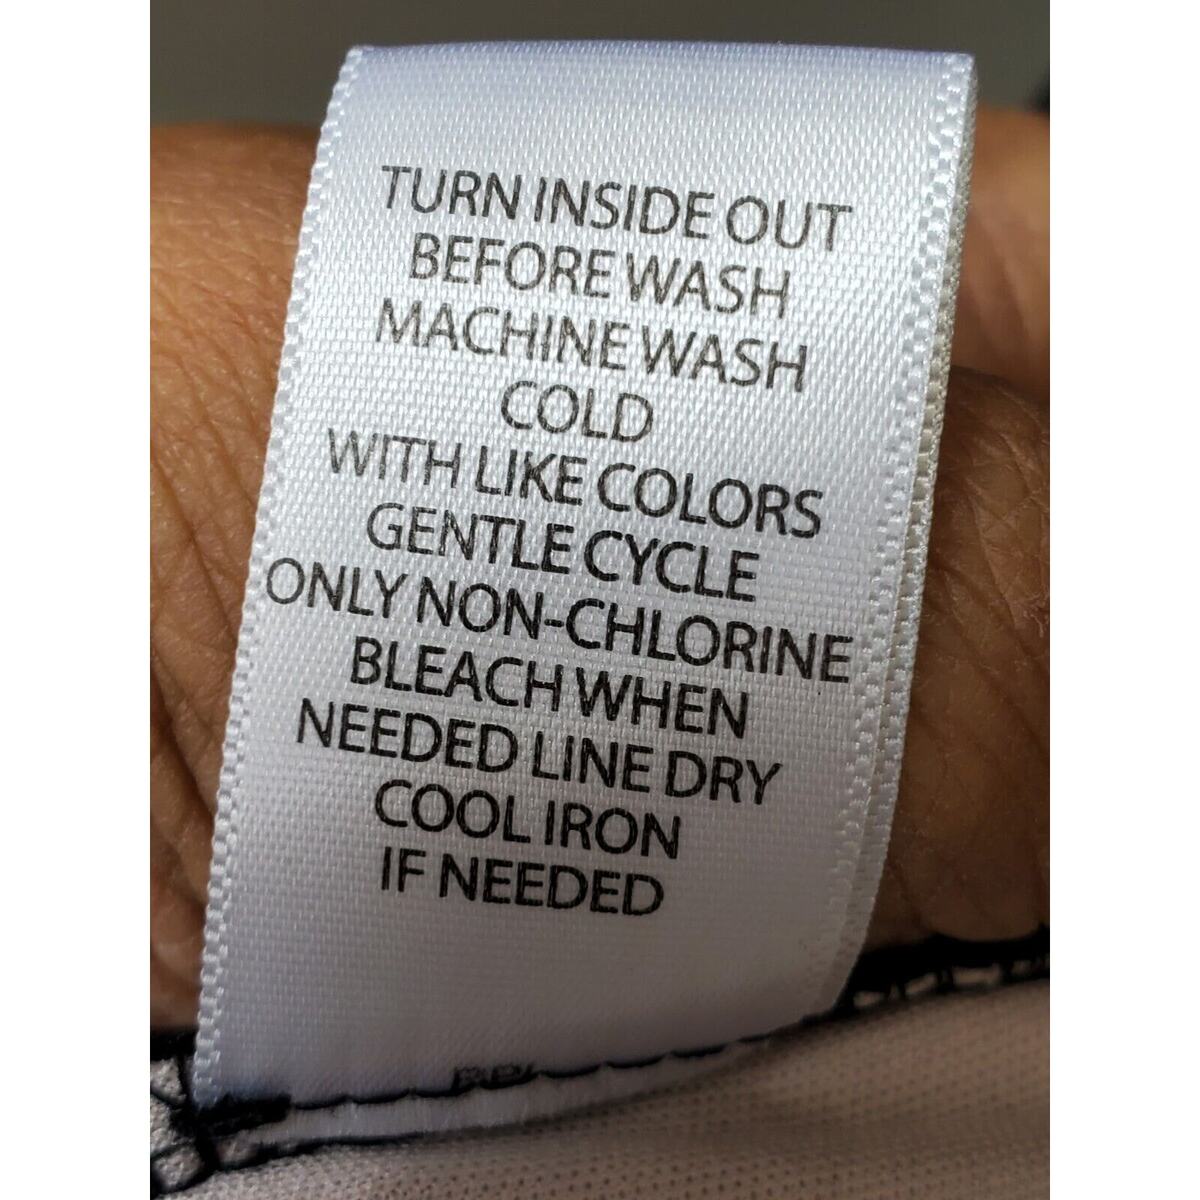 TURN INSIDE OUT
BEFORE WASH
MACHINE WASH
COLD
WITH LIKE COLORS
GENTLE CYCLE
ONLY NON-CHLORINE
BLEACH WHEN
NEEDED LINE DRY
COOL IRON
IF NEEDED